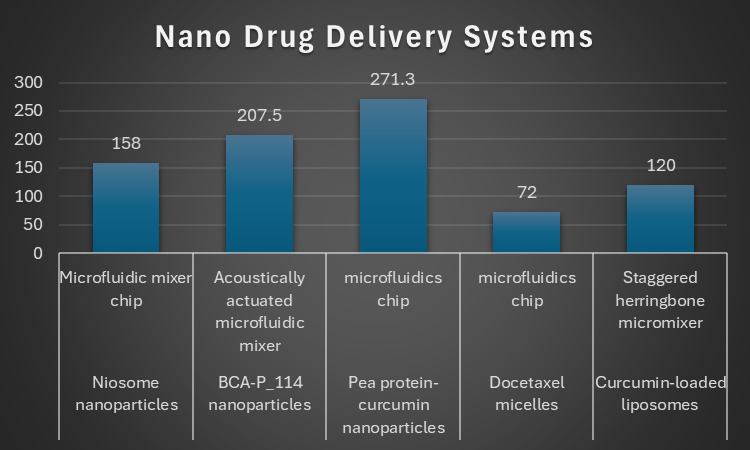 Nano Drug Delivery Systems
300
250
200
150
100
50
0
158
207.5
271.3
72
120
Microfluidic mixer
chip
Acoustically
actuated
microfluidic
mixer
microfluidics
chip
microfluidics
chip
Staggered
herringbone
micromixer
Niosome
nanoparticles
BCA-P_114
nanoparticles
Pea protein-
curcumin
nanoparticles
Docetaxel
micelles
Curcumin-loaded
liposomes